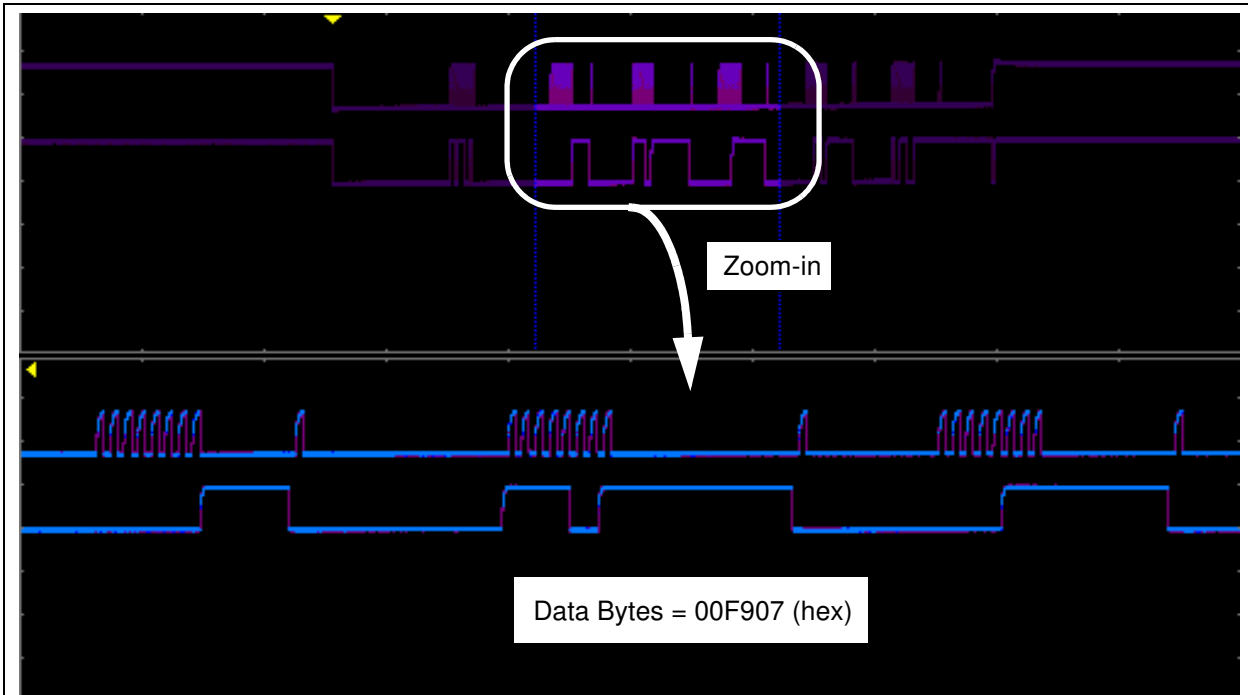 Zoom-in
Data Bytes = 00F907 (hex)